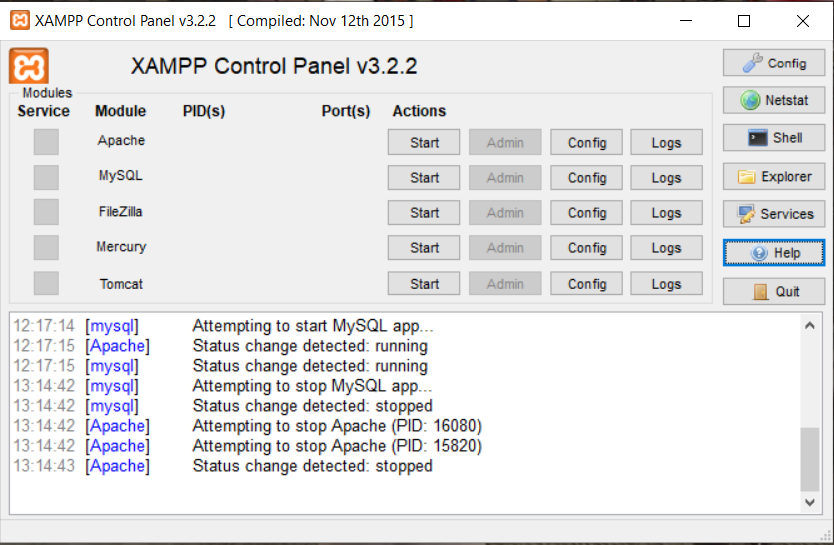 XAMPP Control Panel v3.2.2 [ Compiled: Nov 12th 2015 ]
XAMPP Control Panel v3.2.2
Config
Modules
Service Module PID(s) Port(s) Actions
Netstat
Apache Start Admin Config Logs
Shell
MySQL Start Admin Config Logs
Explorer
FileZilla Start Admin Config Logs
Services
Mercury Start Admin Config Logs
Help
Tomcat Start Admin Config Logs
Quit
12:17:14 [mysql] Attempting to start MySQL app...
12:17:15 [Apache] Status change detected: running
12:17:15 [mysql] Status change detected: running
13:14:42 [mysql] Attempting to stop MySQL app...
13:14:42 [mysql] Status change detected: stopped
13:14:42 [Apache] Attempting to stop Apache (PID: 16080)
13:14:42 [Apache] Attempting to stop Apache (PID: 15820)
13:14:43 [Apache] Status change detected: stopped